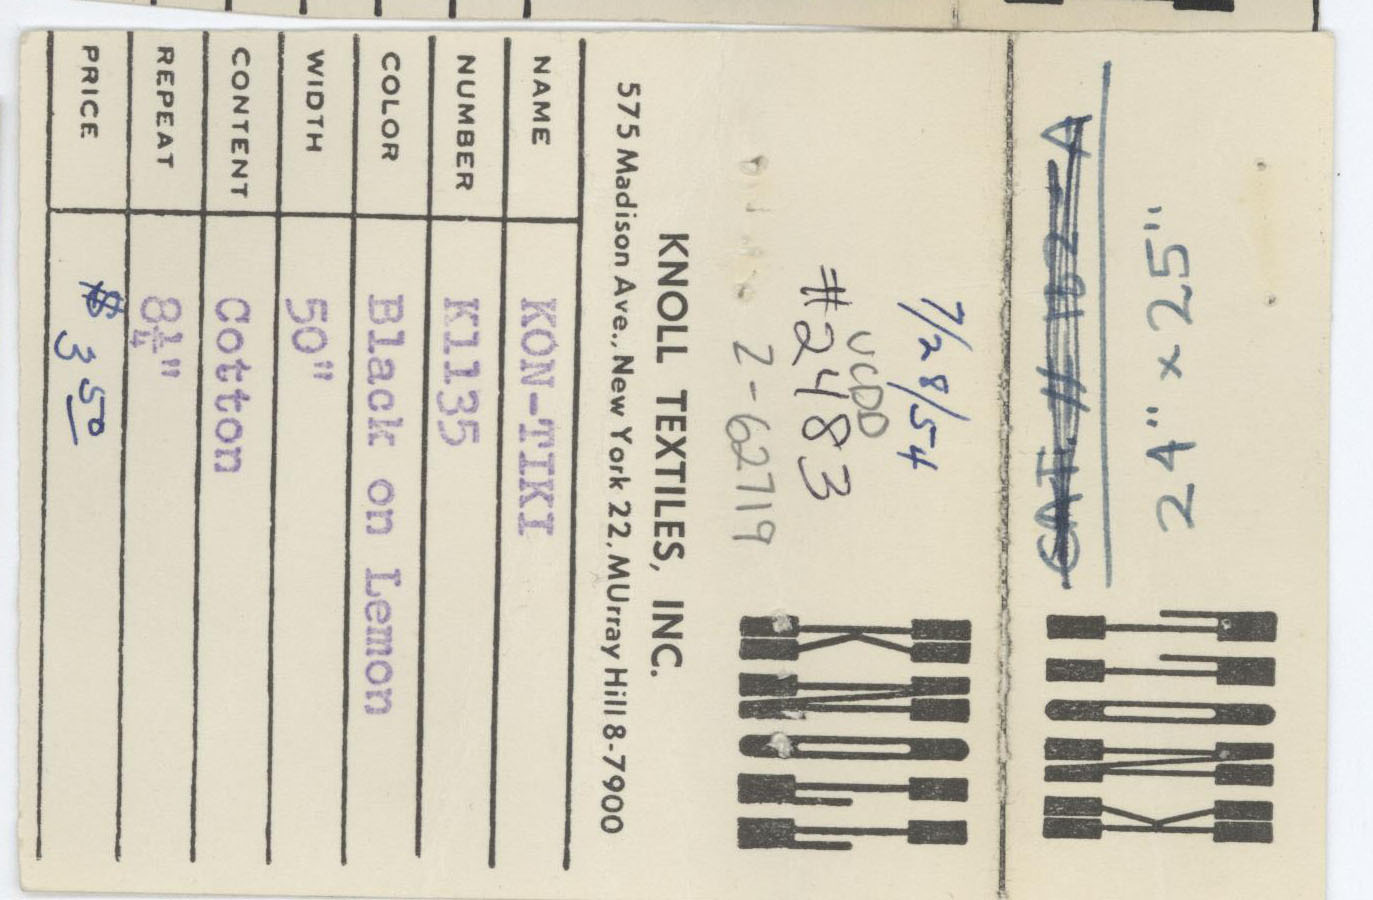 24" x 25"
CAT. # 1162-A
7/28/54
UCDD
#2483
2-62719
KNOLL TEXTILES, INC.
575 Madison Ave., New York 22, MUrray Hill 8-7900
NAME KON-TIKI
NUMBER K1135
COLOR Black on Lemon
WIDTH 50"
CONTENT Cotton
REPEAT 8¼"
PRICE $3.50
KNOLL
KNOLL